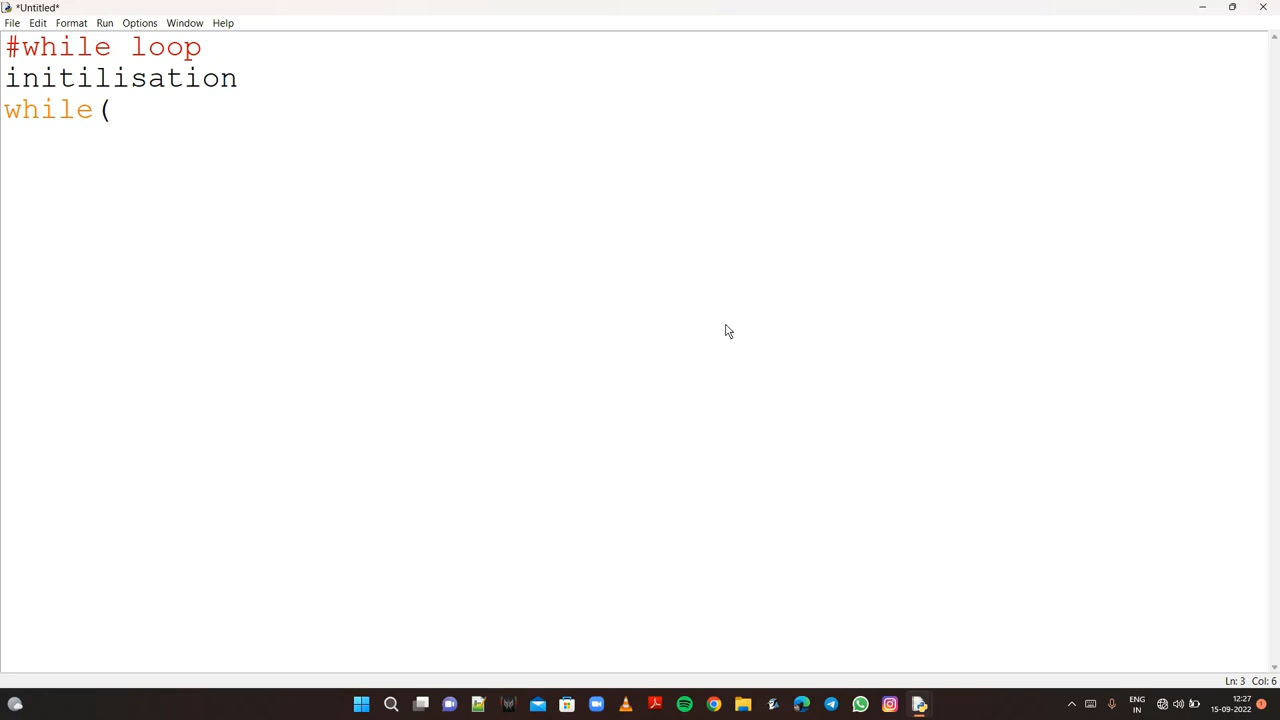 *Untitled*
File Edit Format Run Options Window Help
#while loop
initilisation
while(
Ln: 3 Col: 6
ENG
IN
12:27
15-09-2022
1